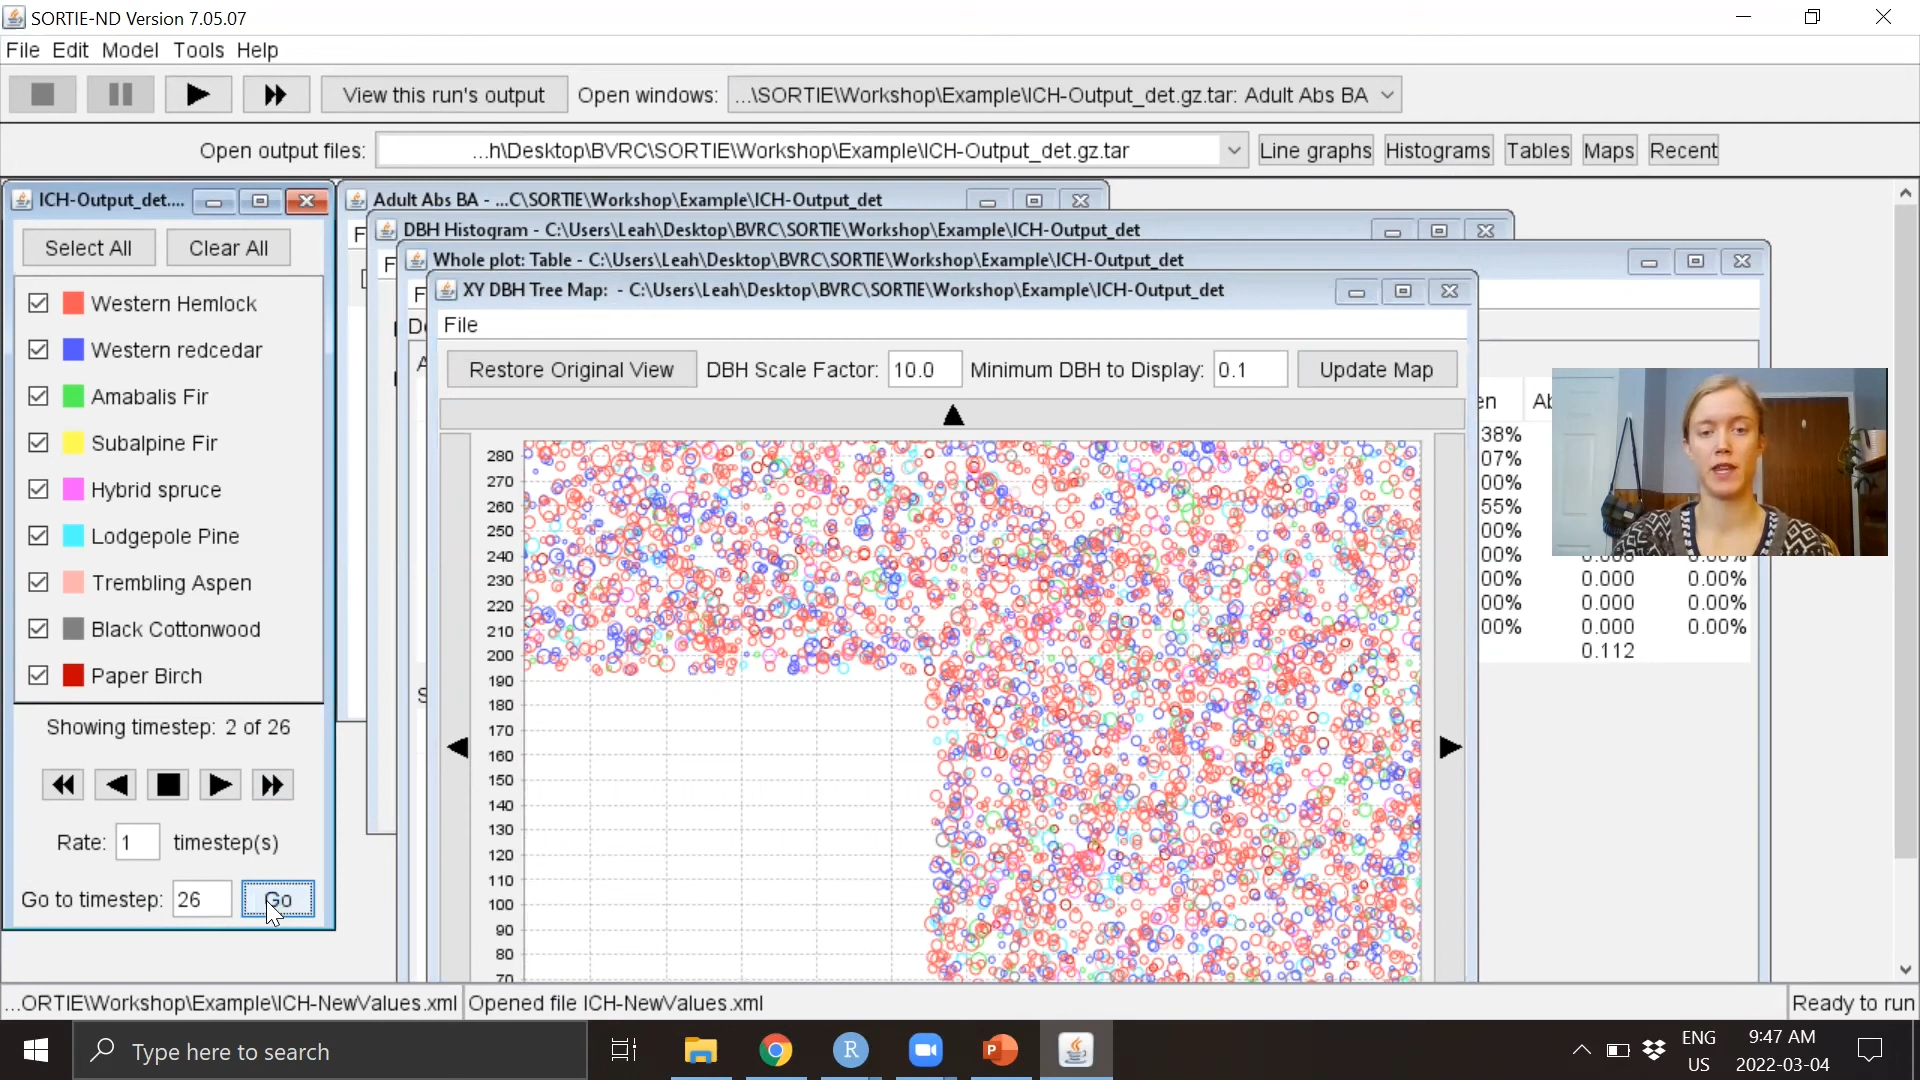 SORTIE-ND Version 7.05.07
File Edit Model Tools Help
View this run's output Open windows: ...\SORTIE\Workshop\Example\ICH-Output_det.gz.tar: Adult Abs BA
Open output files: ...h\Desktop\BVRC\SORTIE\Workshop\Example\ICH-Output_det.gz.tar Line graphs Histograms Tables Maps Recent
ICH-Output_det....
Select All Clear All
Western Hemlock
Western redcedar
Amabalis Fir
Subalpine Fir
Hybrid spruce
Lodgepole Pine
Trembling Aspen
Black Cottonwood
Paper Birch
Showing timestep: 2 of 26
Rate: 1 timestep(s)
Go to timestep: 26 Go
Adult Abs BA - ...C\SORTIE\Workshop\Example\ICH-Output_det
F
DBH Histogram - C:\Users\Leah\Desktop\BVRC\SORTIE\Workshop\Example\ICH-Output_det
F
Whole plot: Table - C:\Users\Leah\Desktop\BVRC\SORTIE\Workshop\Example\ICH-Output_det
F
XY DBH Tree Map: - C:\Users\Leah\Desktop\BVRC\SORTIE\Workshop\Example\ICH-Output_det
File
Restore Original View DBH Scale Factor: 10.0 Minimum DBH to Display: 0.1 Update Map
280
270
260
250
240
230
220
210
200
190
180
170
160
150
140
130
120
110
100
90
80
70
en
38%
07%
00%
55%
00%
00%
00% 0.000 0.00%
00% 0.000 0.00%
00% 0.000 0.00%
0.112
...ORTIE\Workshop\Example\ICH-NewValues.xml Opened file ICH-NewValues.xml Ready to run
Type here to search
ENG
US
9:47 AM
2022-03-04